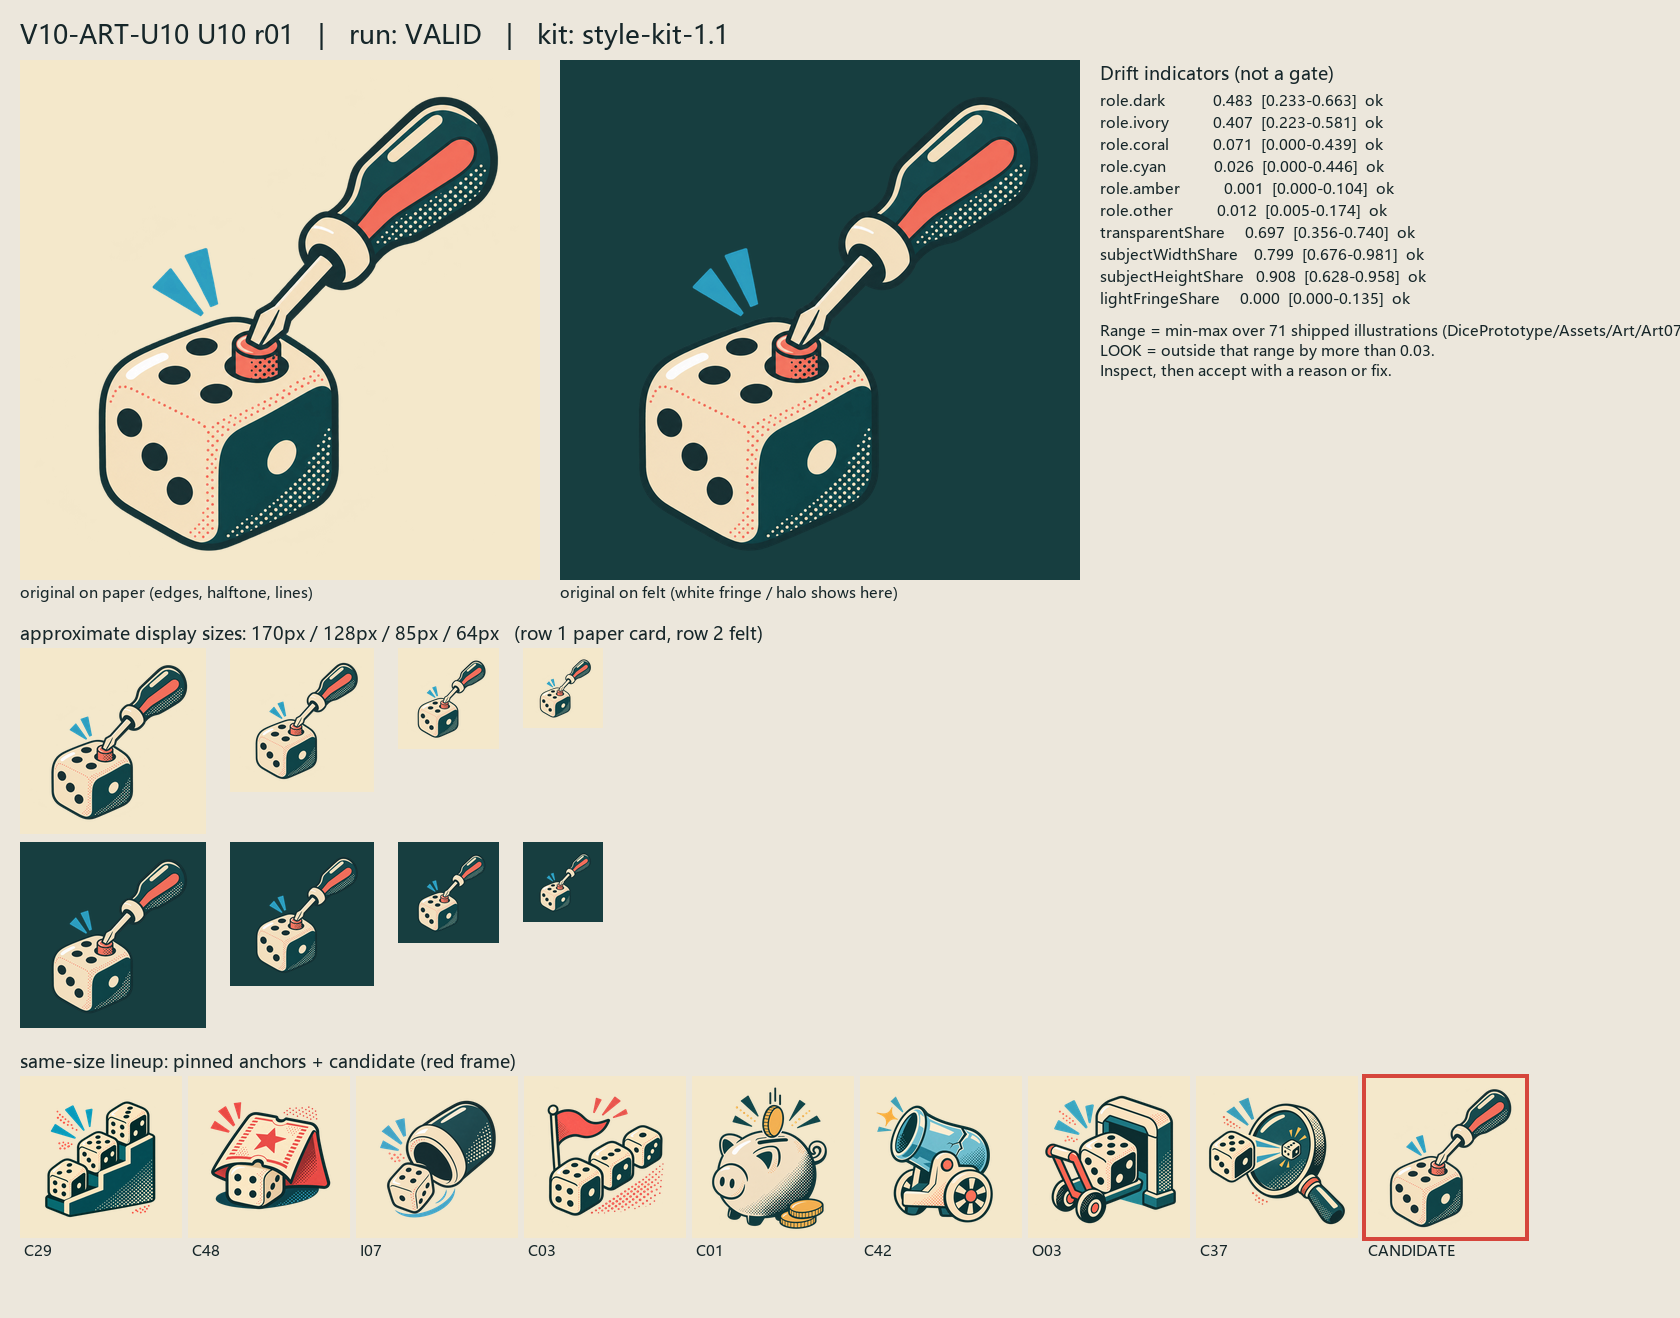 V10-ART-U10 U10 r01 | run: VALID | kit: style-kit-1.1
Drift indicators (not a gate)
role.dark 0.483 [0.233-0.663] ok
role.ivory 0.407 [0.223-0.581] ok
role.coral 0.071 [0.000-0.439] ok
role.cyan 0.026 [0.000-0.446] ok
role.amber 0.001 [0.000-0.104] ok
role.other 0.012 [0.005-0.174] ok
transparentShare 0.697 [0.356-0.740] ok
subjectWidthShare 0.799 [0.676-0.981] ok
subjectHeightShare 0.908 [0.628-0.958] ok
lightFringeShare 0.000 [0.000-0.135] ok
Range = min-max over 71 shipped illustrations (DicePrototype/Assets/Art/Art07
LOOK = outside that range by more than 0.03.
Inspect, then accept with a reason or fix.
original on paper (edges, halftone, lines)
original on felt (white fringe / halo shows here)
approximate display sizes: 170px / 128px / 85px / 64px (row 1 paper card, row 2 felt)
same-size lineup: pinned anchors + candidate (red frame)
C29
C48
I07
C03
C01
C42
O03
C37
CANDIDATE